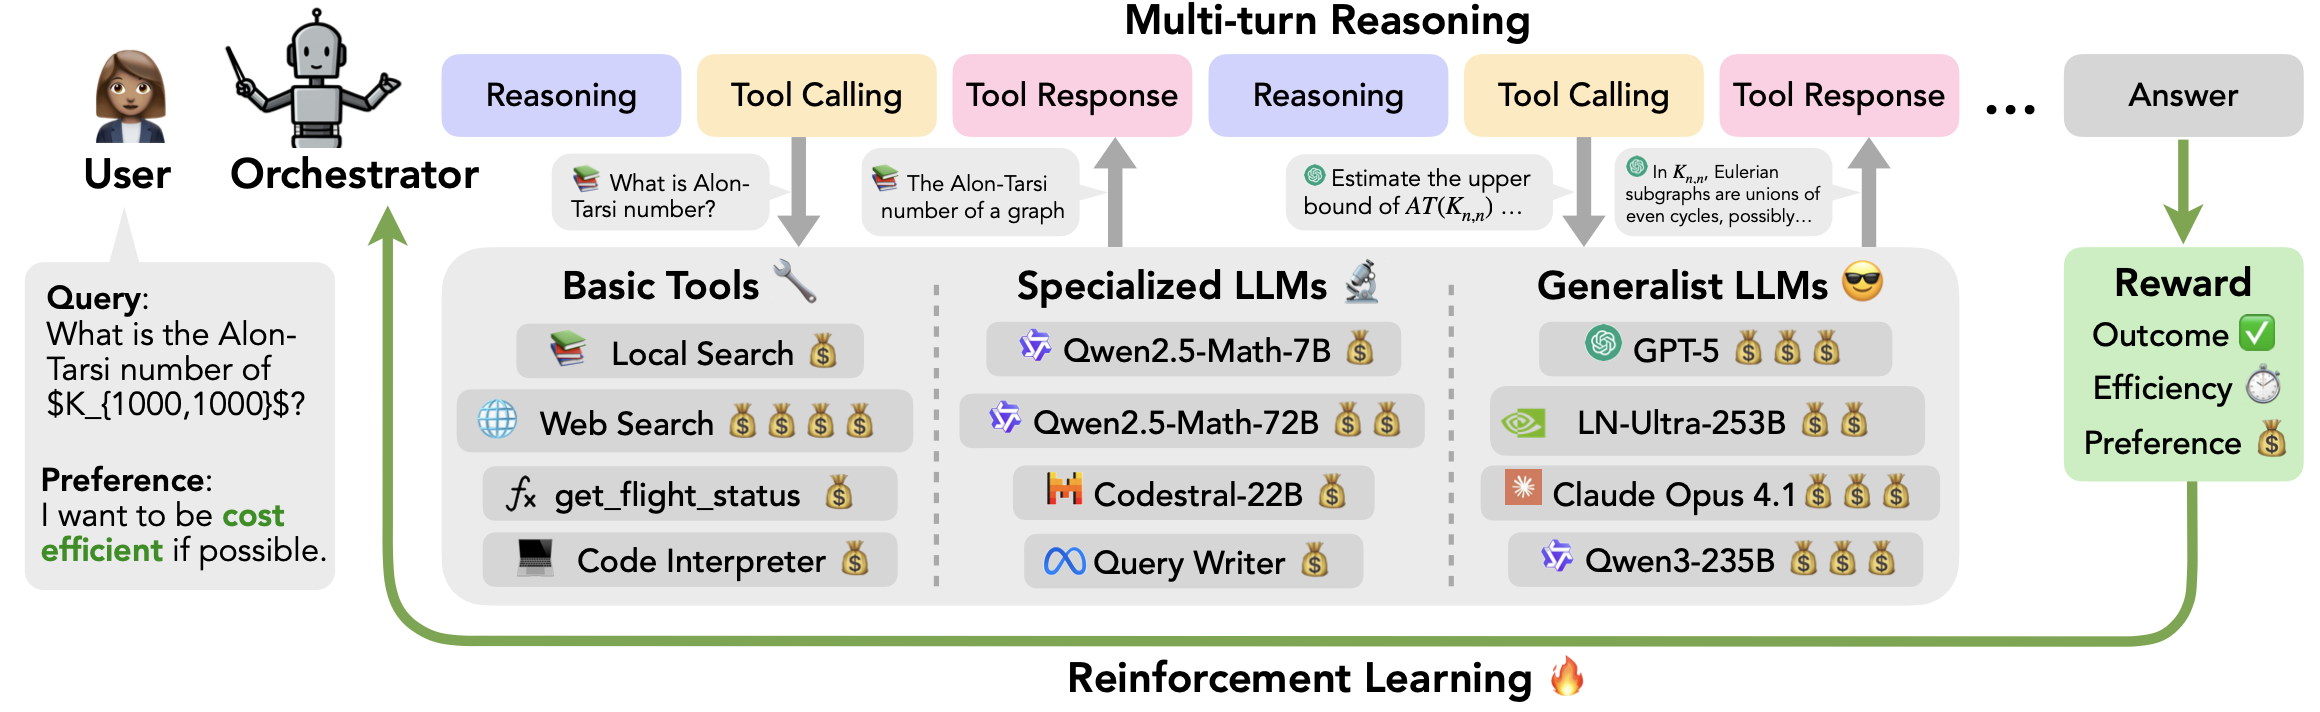 Multi-turn Reasoning
Reasoning
Tool Calling
Tool Response
Reasoning
Tool Calling
Tool Response
...
Answer
User
Orchestrator
What is Alon-
Tarsi number?
The Alon-Tarsi
number of a graph
Estimate the upper
bound of AT(K_{n,n}) ...
In K_{n,n}, Eulerian
subgraphs are unions of
even cycles, possibly...
Query:
What is the Alon-
Tarsi number of
$K_{1000,1000}$?
Preference:
I want to be cost
efficient if possible.
Basic Tools
Local Search
Web Search
get_flight_status
Code Interpreter
Specialized LLMs
Qwen2.5-Math-7B
Qwen2.5-Math-72B
Codestral-22B
Query Writer
Generalist LLMs
GPT-5
LN-Ultra-253B
Claude Opus 4.1
Qwen3-235B
Reward
Outcome
Efficiency
Preference
Reinforcement Learning